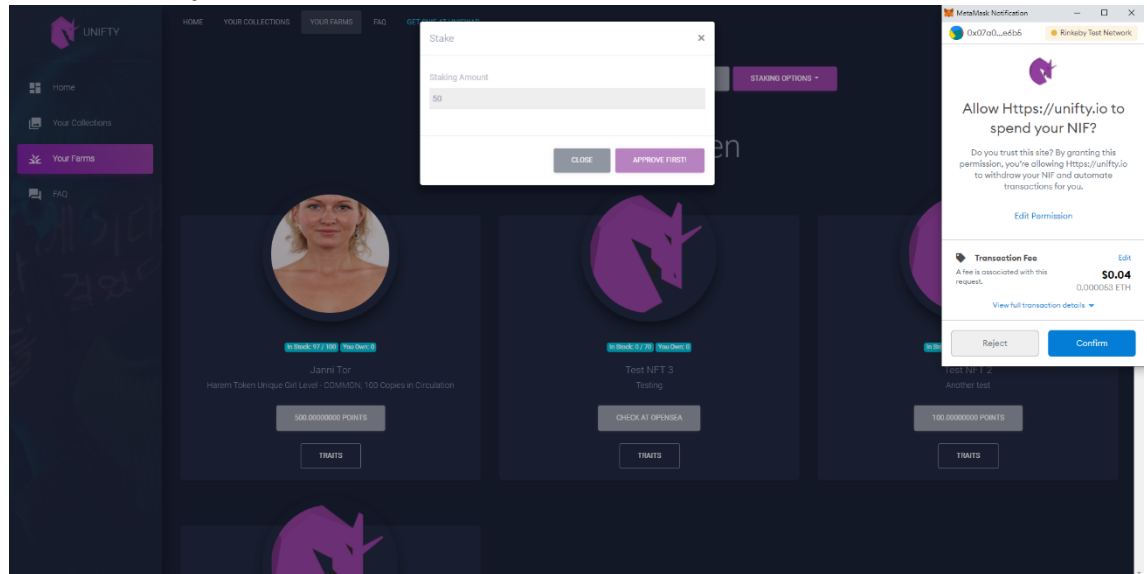 UNIFTY
Home
Your Collections
Your Farms
FAQ
HOME YOUR COLLECTIONS YOUR FARMS FAQ
Stake ×
Staking Amount
50
CLOSE APPROVE FIRST!
STAKING OPTIONS
en
In Stock: 97 / 100 You Own: 0
Janni Tor
Harem Token Unique Girl Level - COMMON; 100 Copies in Circulation
500.00000000 POINTS
TRAITS
In Stock: 0 / 70 You Own: 0
Test NFT 3
Testing
CHECK AT OPENSEA
TRAITS
Test NFT 2
Another test
100.00000000 POINTS
TRAITS
MetaMask Notification
0x07a0...e6b5 Rinkeby Test Network
Allow Https://unifty.io to
spend your NIF?
Do you trust this site? By granting this
permission, you're allowing Https://unifty.io
to withdraw your NIF and automate
transactions for you.
Edit Permission
Transaction Fee Edit
A fee is associated with this
request.
$0.04
0.000053 ETH
View full transaction details
Reject Confirm